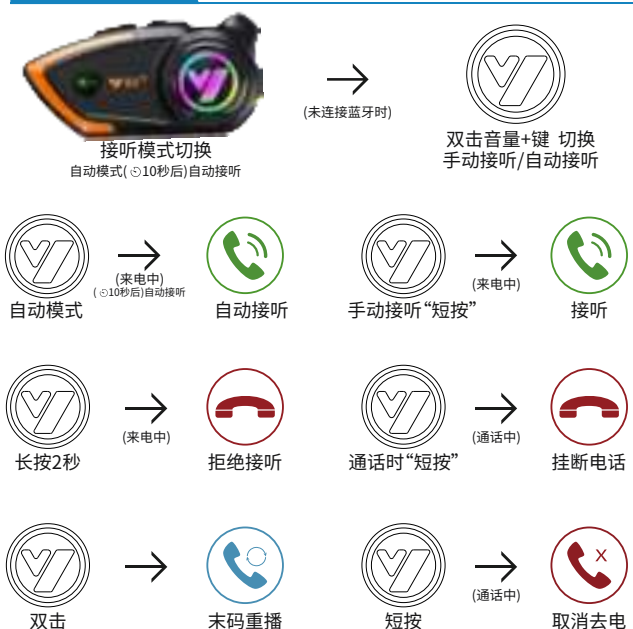 (未连接蓝牙时)
接听模式切换
自动模式(⏲10秒后)自动接听
双击音量+键 切换
手动接听/自动接听
(来电中)
(⏲10秒后)自动接听
自动模式
自动接听
(来电中)
手动接听“短按”
接听
(来电中)
长按2秒
拒绝接听
(通话中)
通话时“短按”
挂断电话
双击
末码重播
X
(通话中)
短按
取消去电